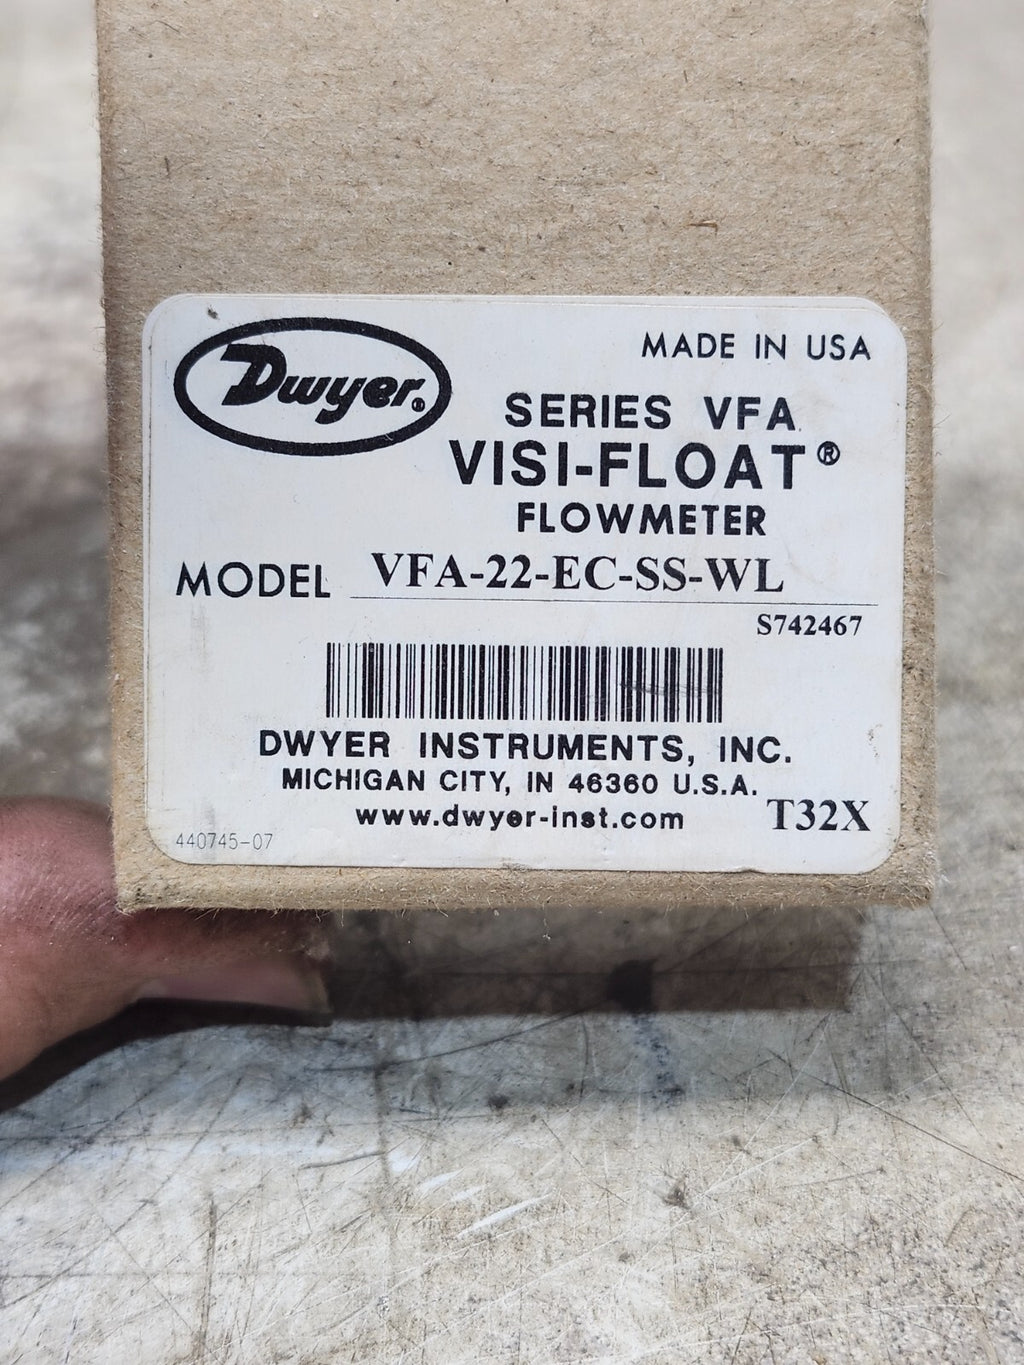 Dwyer®
MADE IN USA
SERIES VFA
VISI-FLOAT®
FLOWMETER
MODEL VFA-22-EC-SS-WL
S742467
DWYER INSTRUMENTS, INC.
MICHIGAN CITY, IN 46360 U.S.A.
www.dwyer-inst.com
T32X
440745-07